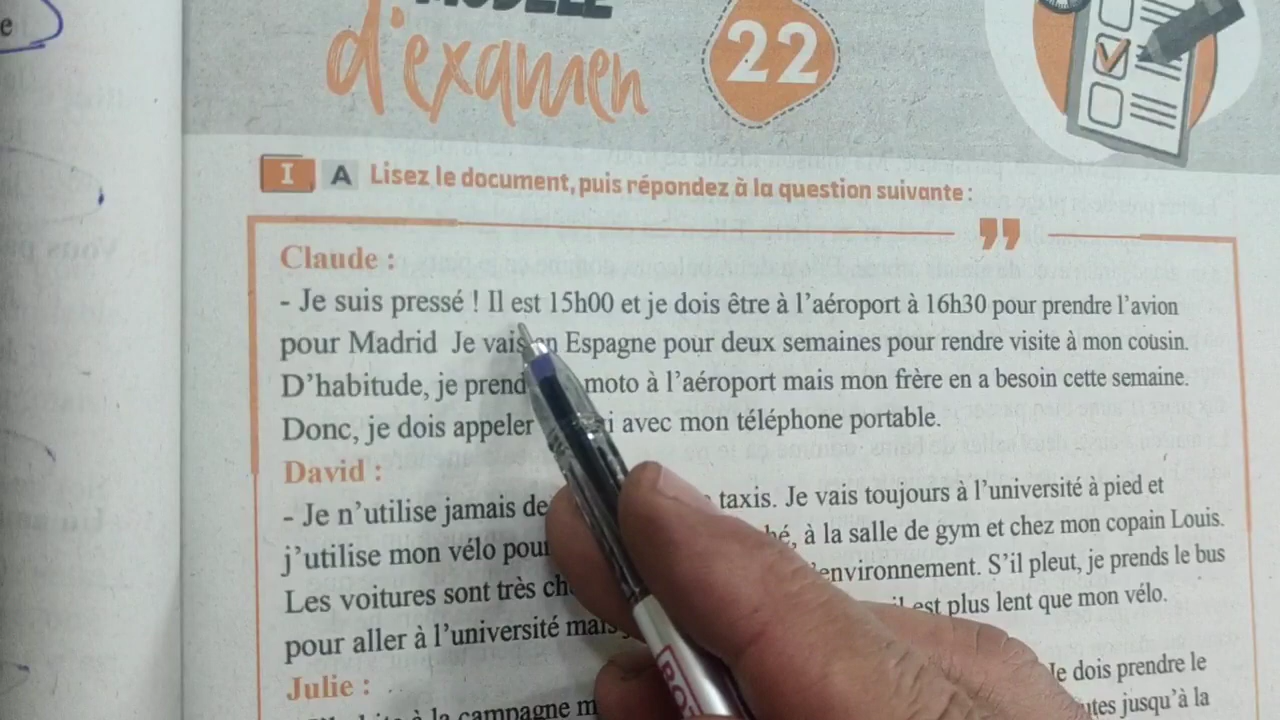 e
MODÈLE
d'examen
22
I A Lisez le document, puis répondez à la question suivante :
Claude :
- Je suis pressé ! Il est 15h00 et je dois être à l'aéroport à 16h30 pour prendre l'avion
pour Madrid Je vais en Espagne pour deux semaines pour rendre visite à mon cousin.
D'habitude, je prend moto à l'aéroport mais mon frère en a besoin cette semaine.
Donc, je dois appeler avec mon téléphone portable.
David :
- Je n'utilise jamais de taxis. Je vais toujours à l'université à pied et
j'utilise mon vélo pour à la salle de gym et chez mon copain Louis.
Les voitures sont très l'environnement. S'il pleut, je prends le bus
pour aller à l'université mais il est plus lent que mon vélo.
Julie :
à la campagne Je dois prendre le
jusqu'à la